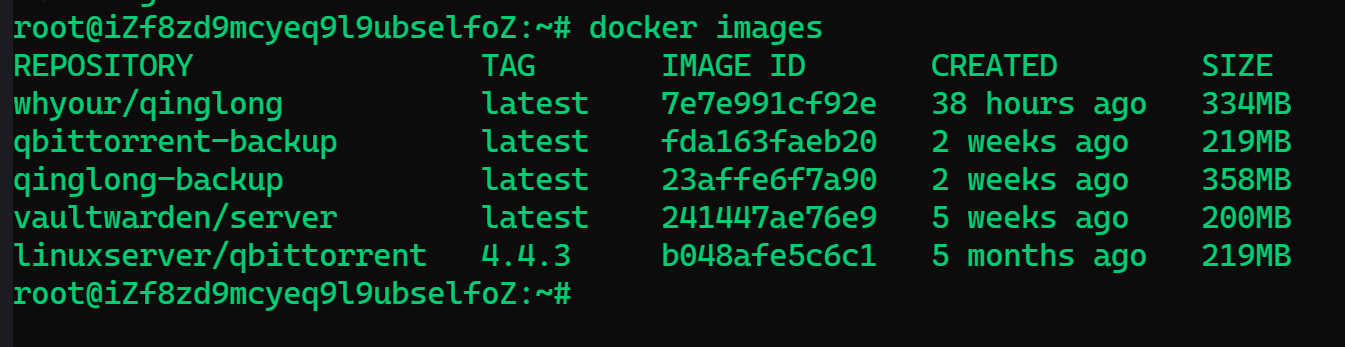 root@iZf8zd9mcyeq9l9ubselfoZ:~# docker images
REPOSITORY TAG IMAGE ID CREATED SIZE
whyour/qinglong latest 7e7e991cf92e 38 hours ago 334MB
qbittorrent-backup latest fda163faeb20 2 weeks ago 219MB
qinglong-backup latest 23affe6f7a90 2 weeks ago 358MB
vaultwarden/server latest 241447ae76e9 5 weeks ago 200MB
linuxserver/qbittorrent 4.4.3 b048afe5c6c1 5 months ago 219MB
root@iZf8zd9mcyeq9l9ubselfoZ:~#